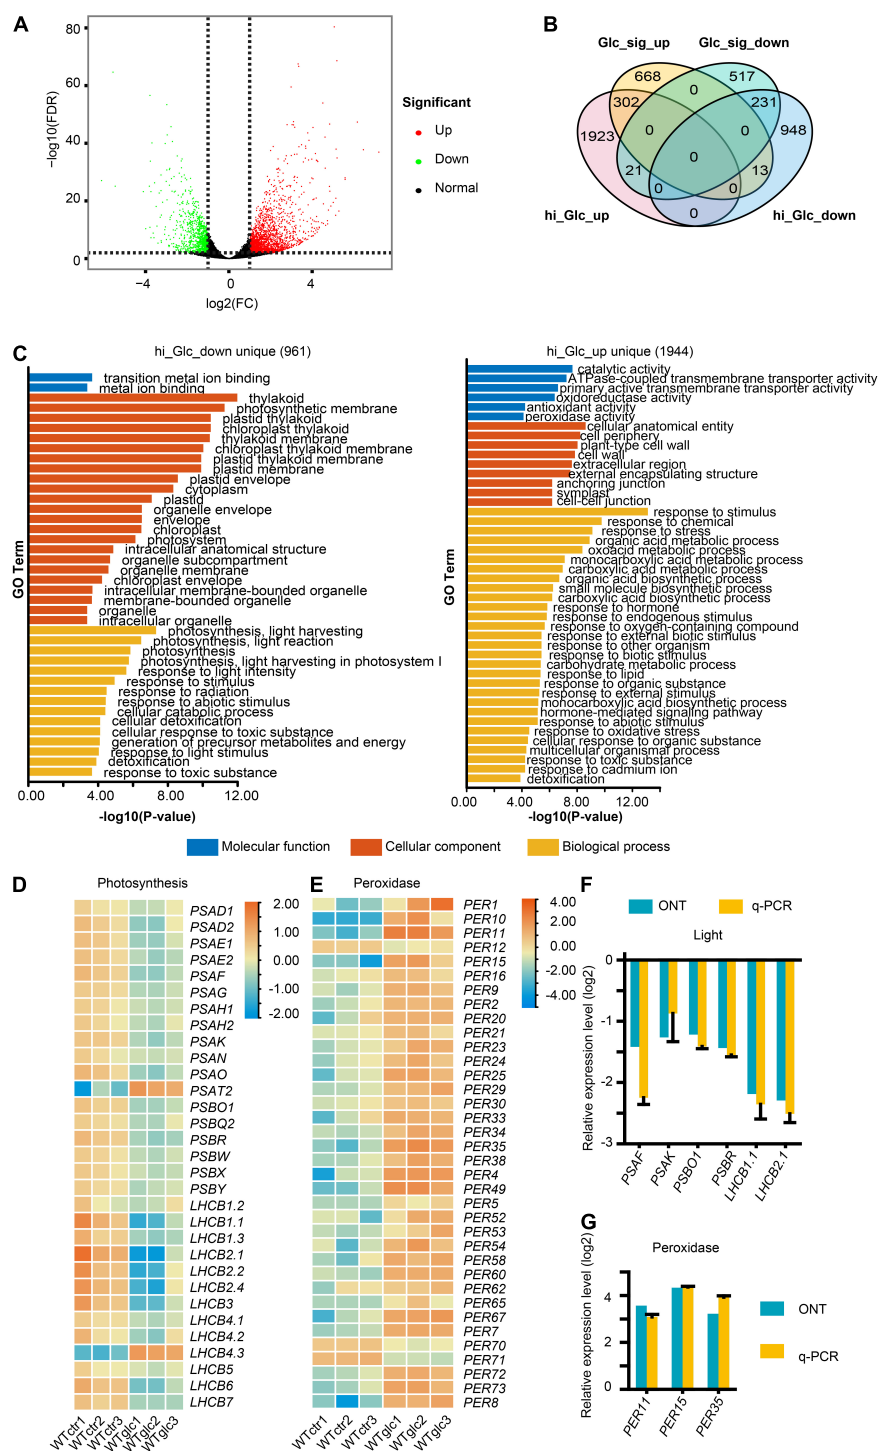 A
80
60
40
20
0
−log10(FDR)
−4
0
4
log2(FC)
Significant
Up
Down
Normal
B
Glc_sig_up
Glc_sig_down
668
517
0
302
231
1923
948
0
0
0
21
13
0
0
0
hi_Glc_up
hi_Glc_down
C
hi_Glc_down unique (961)
GO Term
transition metal ion binding
metal ion binding
thylakoid
photosynthetic membrane
plastid thylakoid
chloroplast thylakoid
thylakoid membrane
chloroplast thylakoid membrane
plastid thylakoid membrane
plastid membrane
plastid envelope
cytoplasm
plastid
organelle envelope
envelope
chloroplast
photosystem
intracellular anatomical structure
organelle subcompartment
organelle membrane
chloroplast envelope
intracellular membrane-bounded organelle
membrane-bounded organelle
organelle
intracellular organelle
photosynthesis, light harvesting
photosynthesis, light reaction
photosynthesis
photosynthesis, light harvesting in photosystem I
response to light intensity
response to stimulus
response to radiation
response to abiotic stimulus
cellular catabolic process
cellular detoxification
cellular response to toxic substance
generation of precursor metabolites and energy
response to light stimulus
detoxification
response to toxic substance
0.00
4.00
8.00
12.00
-log10(P-value)
hi_Glc_up unique (1944)
GO Term
catalytic activity
ATPase-coupled transmembrane transporter activity
primary active transmembrane transporter activity
oxidoreductase activity
antioxidant activity
peroxidase activity
cellular anatomical entity
cell periphery
plant-type cell wall
cell wall
extracellular region
external encapsulating structure
anchoring junction
symplast
cell-cell junction
response to stimulus
response to chemical
response to stress
organic acid metabolic process
oxoacid metabolic process
monocarboxylic acid metabolic process
carboxylic acid metabolic process
organic acid biosynthetic process
small molecule biosynthetic process
carboxylic acid biosynthetic process
response to hormone
response to endogenous stimulus
response to oxygen-containing compound
response to external biotic stimulus
response to other organism
response to biotic stimulus
carbohydrate metabolic process
response to lipid
response to organic substance
response to external stimulus
monocarboxylic acid biosynthetic process
hormone-mediated signaling pathway
response to abiotic stimulus
response to oxidative stress
cellular response to organic substance
multicellular organismal process
response to toxic substance
response to cadmium ion
detoxification
0.00
4.00
8.00
12.00
-log10(P-value)
Molecular function
Cellular component
Biological process
D
Photosynthesis
PSAD1
PSAD2
PSAE1
PSAE2
PSAF
PSAG
PSAH1
PSAH2
PSAK
PSAN
PSAO
PSAT2
PSBO1
PSBQ2
PSBR
PSBW
PSBX
PSBY
LHCB1.2
LHCB1.1
LHCB1.3
LHCB2.1
LHCB2.2
LHCB2.4
LHCB3
LHCB4.1
LHCB4.2
LHCB4.3
LHCB5
LHCB6
LHCB7
WTctr1
WTctr2
WTctr3
WTglc1
WTglc2
WTglc3
2.00
1.00
0.00
-1.00
-2.00
E
Peroxidase
PER1
PER10
PER11
PER12
PER15
PER16
PER9
PER2
PER20
PER21
PER23
PER24
PER25
PER29
PER30
PER33
PER34
PER35
PER38
PER4
PER49
PER5
PER52
PER53
PER54
PER58
PER60
PER62
PER65
PER67
PER7
PER70
PER71
PER72
PER73
PER8
WTctr1
WTctr2
WTctr3
WTglc1
WTglc2
WTglc3
4.00
2.00
0.00
-2.00
-4.00
F
ONT
q-PCR
Light
Relative expression level (log2)
0
-1
-2
-3
PSAF
PSAK
PSBO1
PSBR
LHCB1.1
LHCB2.1
G
Peroxidase
Relative expression level (log2)
4
2
0
PER11
PER15
PER35
ONT
q-PCR